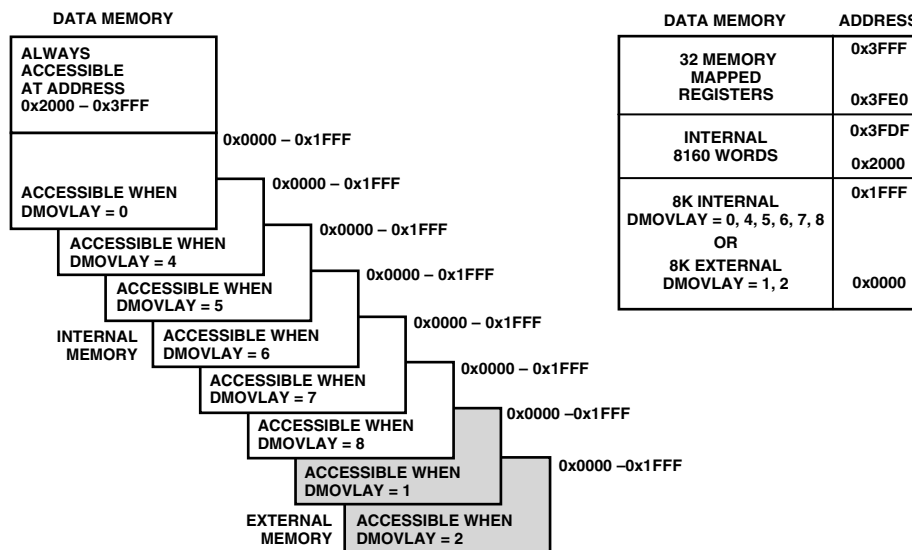 DATA MEMORY
ALWAYS
ACCESSIBLE
AT ADDRESS
0x2000 – 0x3FFF
0x0000 – 0x1FFF
ACCESSIBLE WHEN
DMOVLAY = 0
0x0000 – 0x1FFF
ACCESSIBLE WHEN
DMOVLAY = 4
0x0000 – 0x1FFF
ACCESSIBLE WHEN
DMOVLAY = 5
0x0000 – 0x1FFF
INTERNAL
MEMORY
ACCESSIBLE WHEN
DMOVLAY = 6
0x0000 – 0x1FFF
ACCESSIBLE WHEN
DMOVLAY = 7
0x0000 – 0x1FFF
ACCESSIBLE WHEN
DMOVLAY = 8
0x0000 –0x1FFF
ACCESSIBLE WHEN
DMOVLAY = 1
0x0000 –0x1FFF
EXTERNAL
MEMORY
ACCESSIBLE WHEN
DMOVLAY = 2
DATA MEMORY ADDRESS
32 MEMORY
MAPPED
REGISTERS
0x3FFF
0x3FE0
INTERNAL
8160 WORDS
0x3FDF
0x2000
8K INTERNAL
DMOVLAY = 0, 4, 5, 6, 7, 8
OR
8K EXTERNAL
DMOVLAY = 1, 2
0x1FFF
0x0000